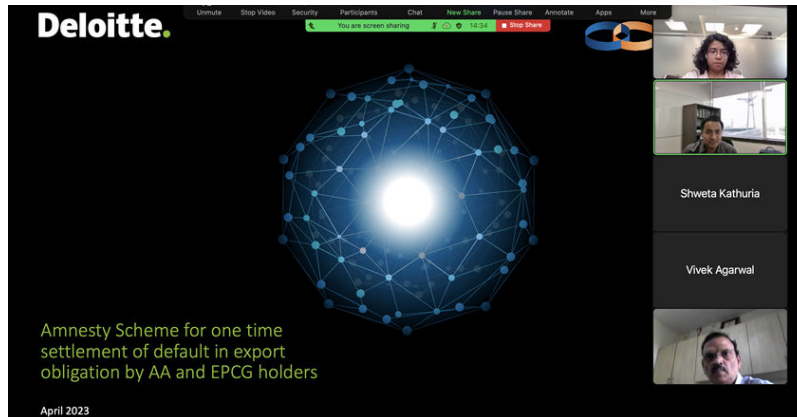 Unmute Stop Video Security Participants Chat New Share Pause Share Annotate Apps More
You are screen sharing 14:34 Stop Share
Deloitte.
Shweta Kathuria
Vivek Agarwal
Amnesty Scheme for one time
settlement of default in export
obligation by AA and EPCG holders
April 2023